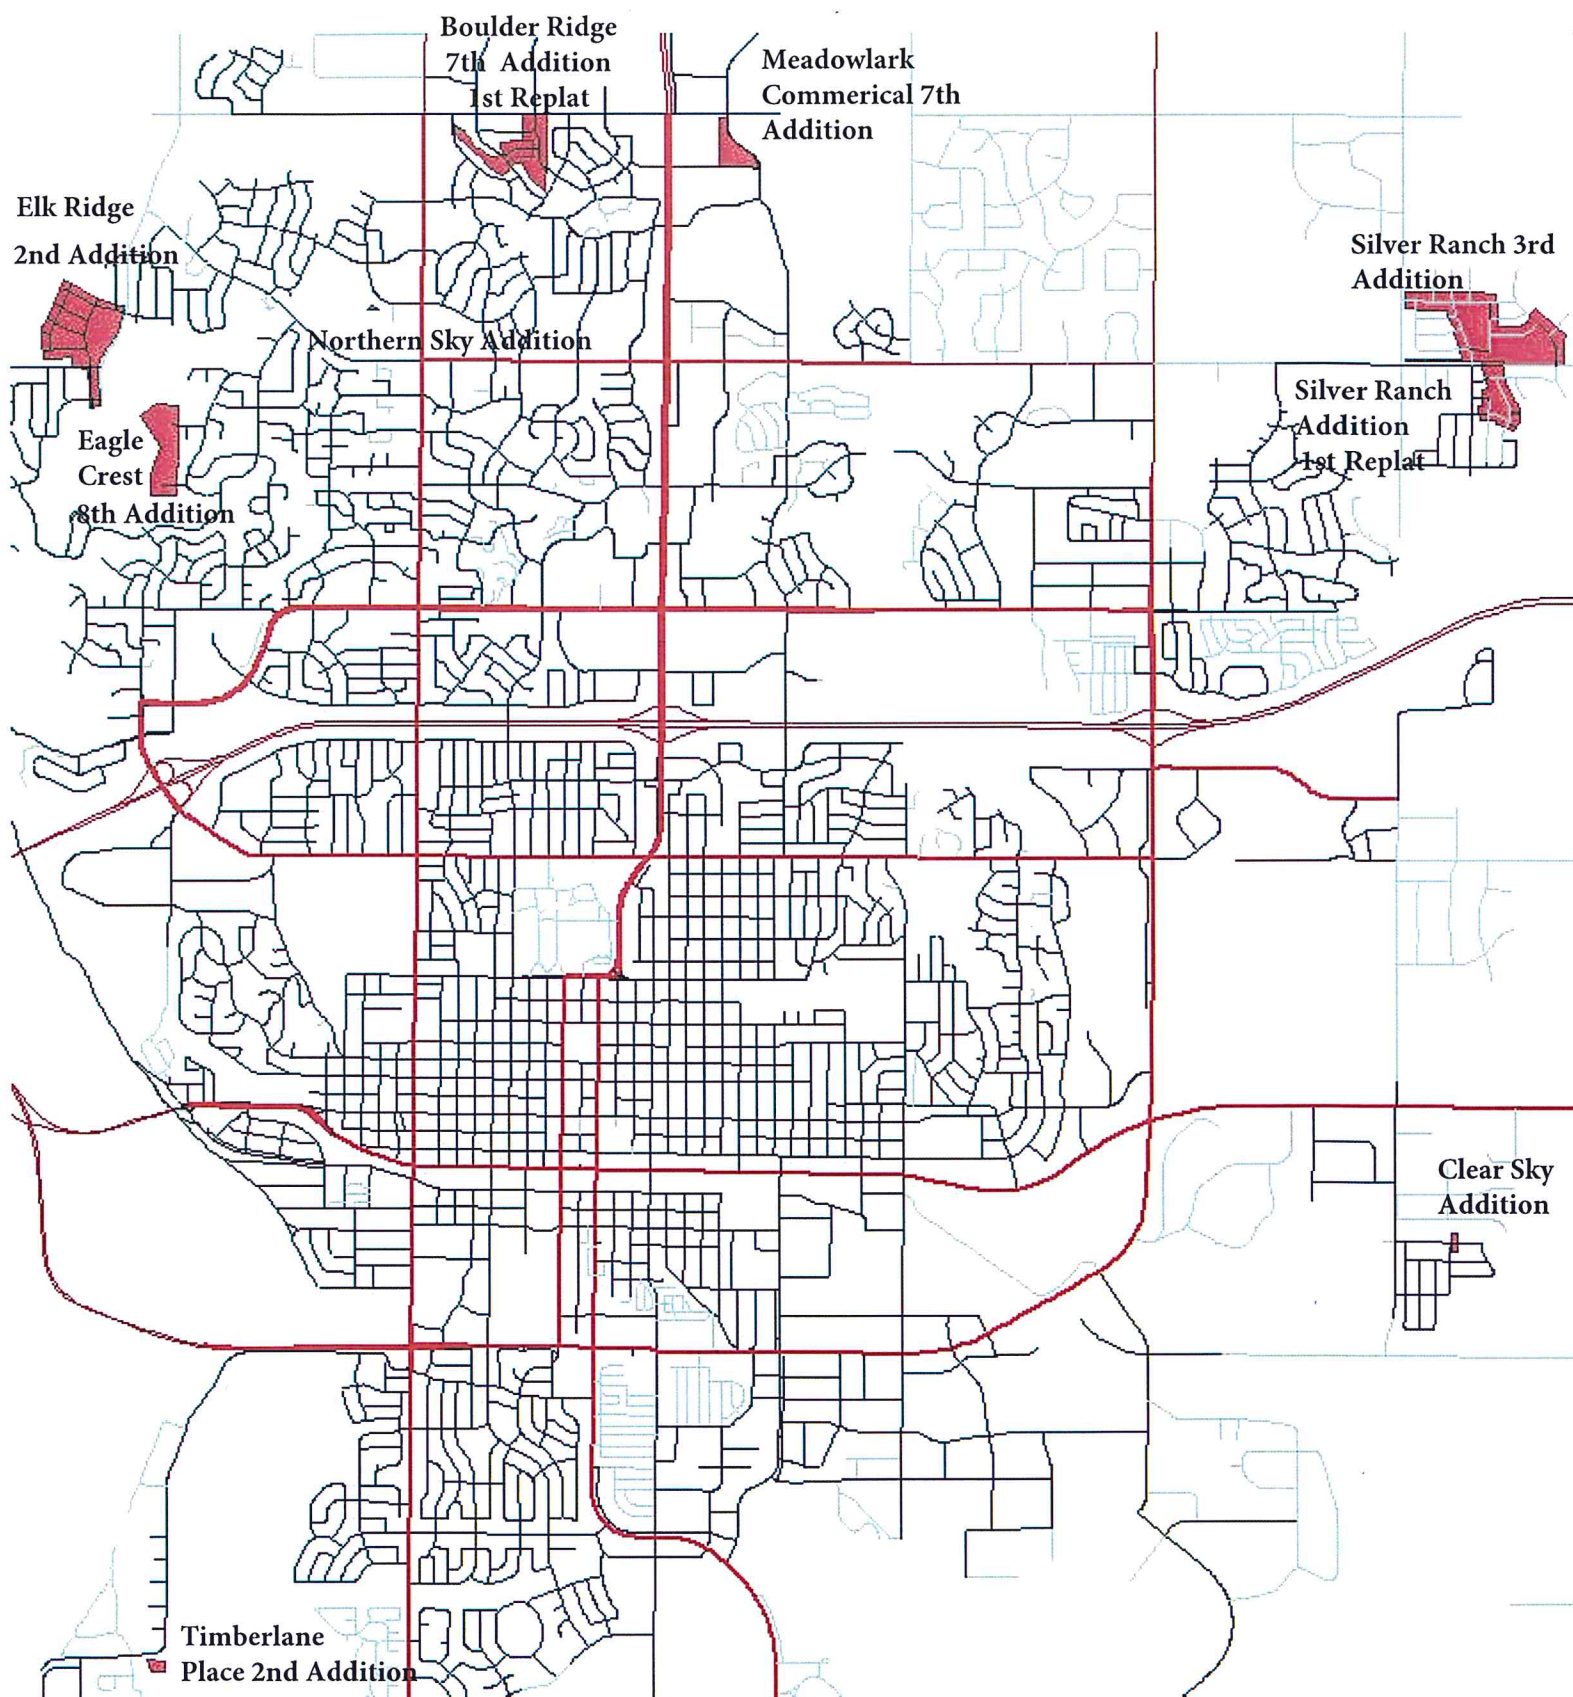 Boulder Ridge
7th Addition
1st Replat
Meadowlark
Commerical 7th
Addition
Elk Ridge
2nd Addition
Silver Ranch 3rd
Addition
Northern Sky Addition
Silver Ranch
Addition
1st Replat
Eagle
Crest
8th Addition
Clear Sky
Addition
Timberlane
Place 2nd Addition